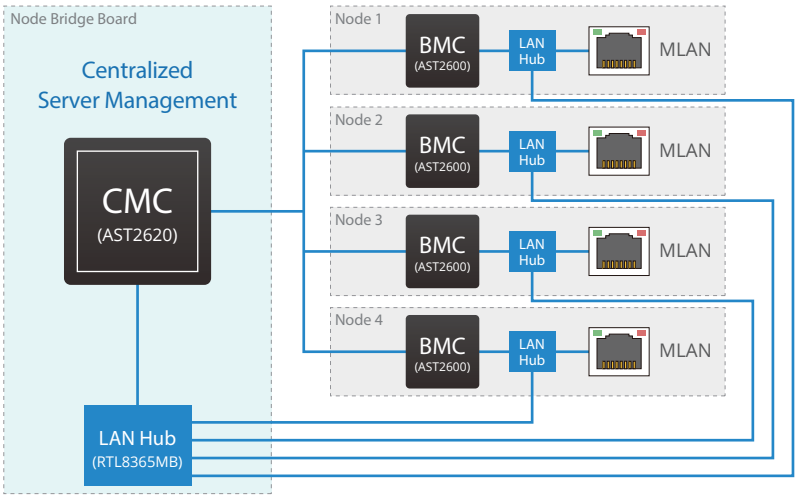 Node Bridge Board
Centralized
Server Management
CMC
(AST2620)
LAN Hub
(RTL8365MB)
Node 1
BMC
(AST2600)
LAN
Hub
MLAN
Node 2
BMC
(AST2600)
LAN
Hub
MLAN
Node 3
BMC
(AST2600)
LAN
Hub
MLAN
Node 4
BMC
(AST2600)
LAN
Hub
MLAN